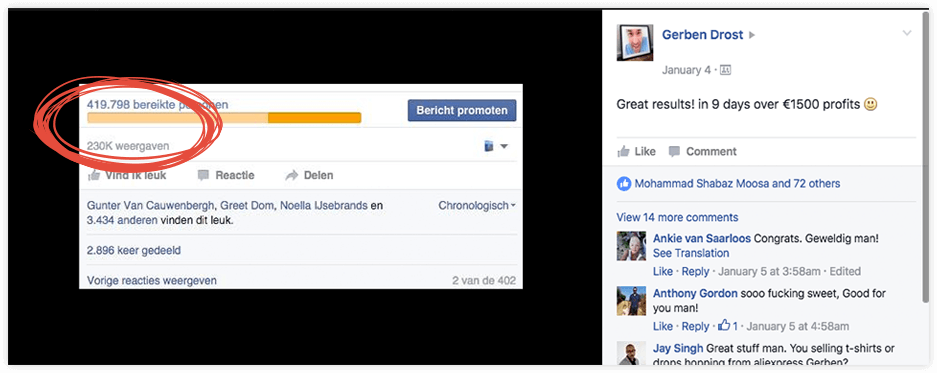 419.798 bereikte personen
Bericht promoten
230K weergaven
Vind ik leuk
Reactie
Delen
Gunter Van Cauwenbergh, Greet Dom, Noella IJsebrands en
3.434 anderen vinden dit leuk.
Chronologisch
2.896 keer gedeeld
Vorige reacties weergeven
2 van de 402
Gerben Drost
January 4 ·
Great results! in 9 days over €1500 profits
Like
Comment
Mohammad Shabaz Moosa and 72 others
View 14 more comments
Ankie van Saarloos Congrats. Geweldig man!
See Translation
Like · Reply · January 5 at 3:58am · Edited
Anthony Gordon sooo fucking sweet, Good for
you man!
Like · Reply · 1 · January 5 at 4:58am
Jay Singh Great stuff man. You selling t-shirts or
drops hopping from aliexpress Gerben?